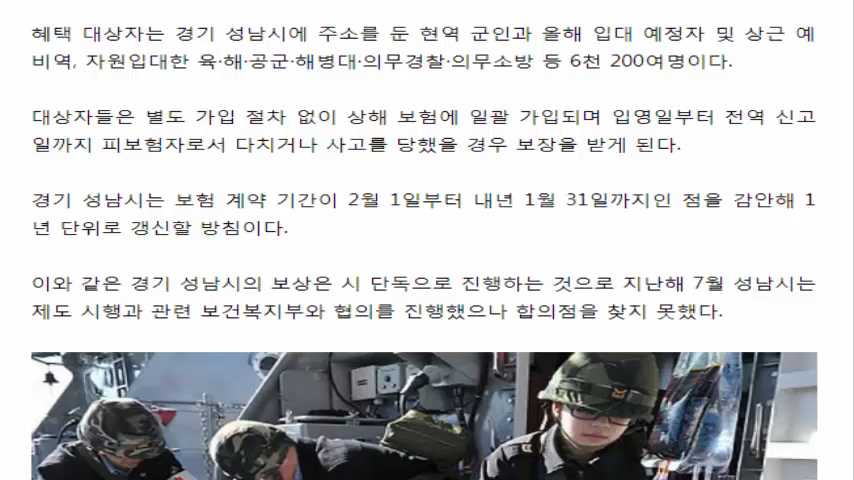 혜택 대상자는 경기 성남시에 주소를 둔 현역 군인과 올해 입대 예정자 및 상근 예
비역, 자원입대한 육·해·공군·해병대·의무경찰·의무소방 등 6천 200여명이다.
대상자들은 별도 가입 절차 없이 상해 보험에 일괄 가입되며 입영일부터 전역 신고
일까지 피보험자로서 다치거나 사고를 당했을 경우 보장을 받게 된다.
경기 성남시는 보험 계약 기간이 2월 1일부터 내년 1월 31일까지인 점을 감안해 1
년 단위로 갱신할 방침이다.
이와 같은 경기 성남시의 보상은 시 단독으로 진행하는 것으로 지난해 7월 성남시는
제도 시행과 관련 보건복지부와 협의를 진행했으나 합의점을 찾지 못했다.